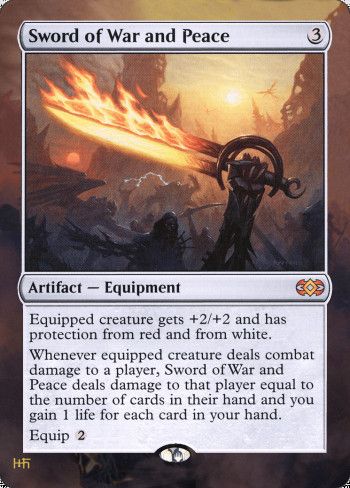 Sword of War and Peace 3
Artifact — Equipment
Equipped creature gets +2/+2 and has
protection from red and from white.
Whenever equipped creature deals combat
damage to a player, Sword of War and
Peace deals damage to that player equal to
the number of cards in their hand and you
gain 1 life for each card in your hand.
Equip 2